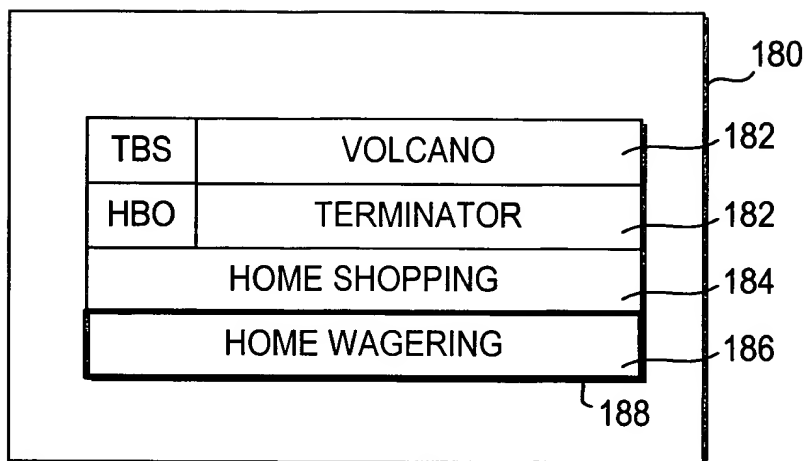 180
TBS VOLCANO 182
HBO TERMINATOR 182
HOME SHOPPING 184
HOME WAGERING 186
188